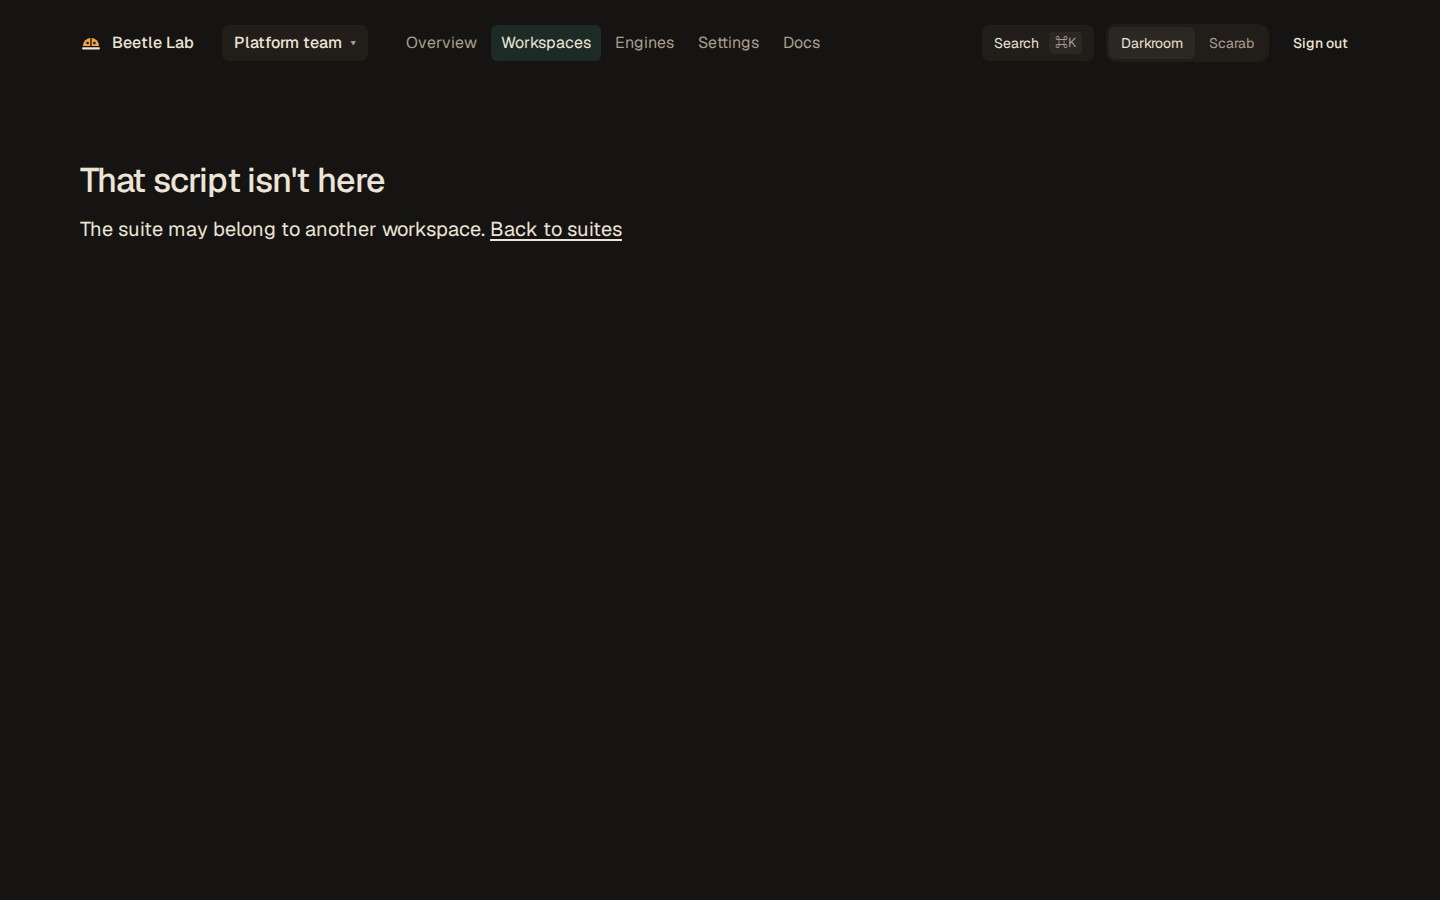 Beetle Lab Platform team ▾ Overview Workspaces Engines Settings Docs Search ⌘K Darkroom Scarab Sign out
That script isn't here
The suite may belong to another workspace. Back to suites